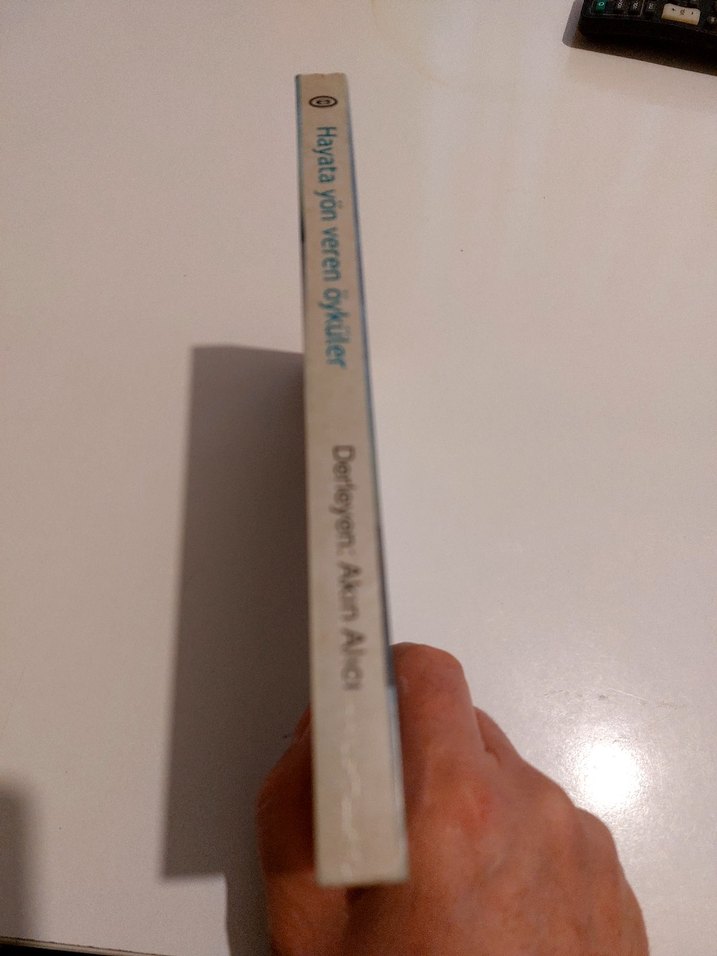 Hayata yön veren öyküler
Derleyen: Akın Alıcı